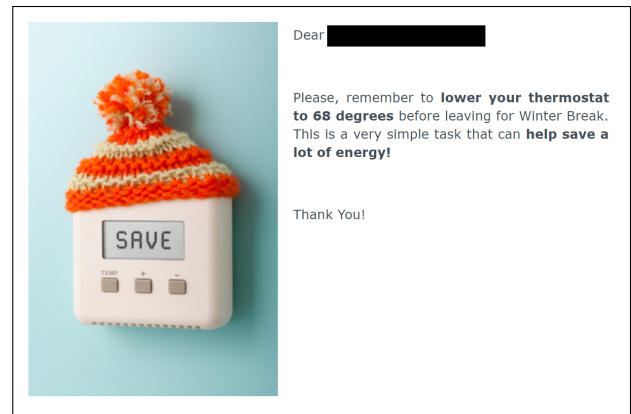 Dear
Please, remember to lower your thermostat
to 68 degrees before leaving for Winter Break.
This is a very simple task that can help save a
lot of energy!
Thank You!
SAVE
TEMP + –